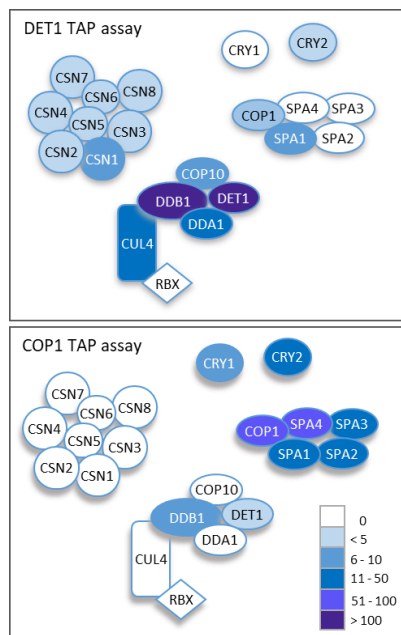 DET1 TAP assay
CRY1
CRY2
CSN7
CSN6
CSN8
CSN4
CSN5
CSN3
CSN2
CSN1
COP1
SPA4
SPA3
SPA1
SPA2
COP10
DDB1
DET1
DDA1
CUL4
RBX
COP1 TAP assay
CRY1
CRY2
CSN7
CSN6
CSN8
CSN4
CSN5
CSN3
CSN2
CSN1
COP1
SPA4
SPA3
SPA1
SPA2
COP10
DDB1
DET1
DDA1
CUL4
RBX
0
< 5
6 - 10
11 - 50
51 - 100
> 100